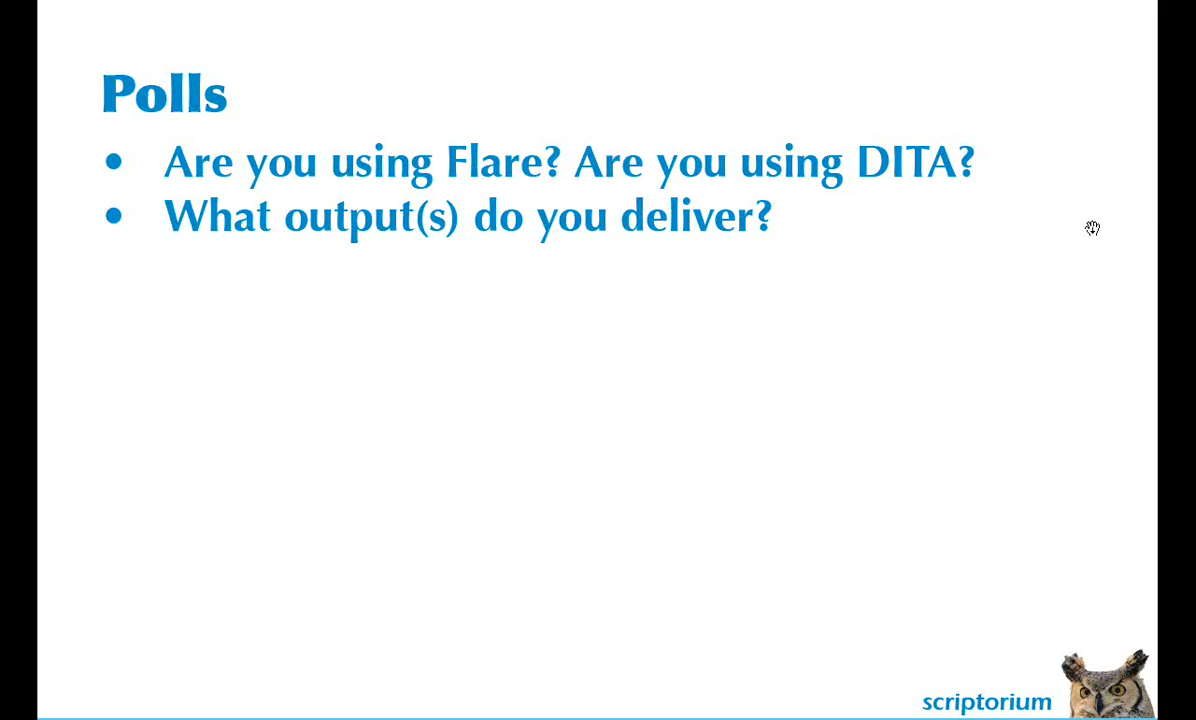 Polls
• Are you using Flare? Are you using DITA?
• What output(s) do you deliver?
scriptorium